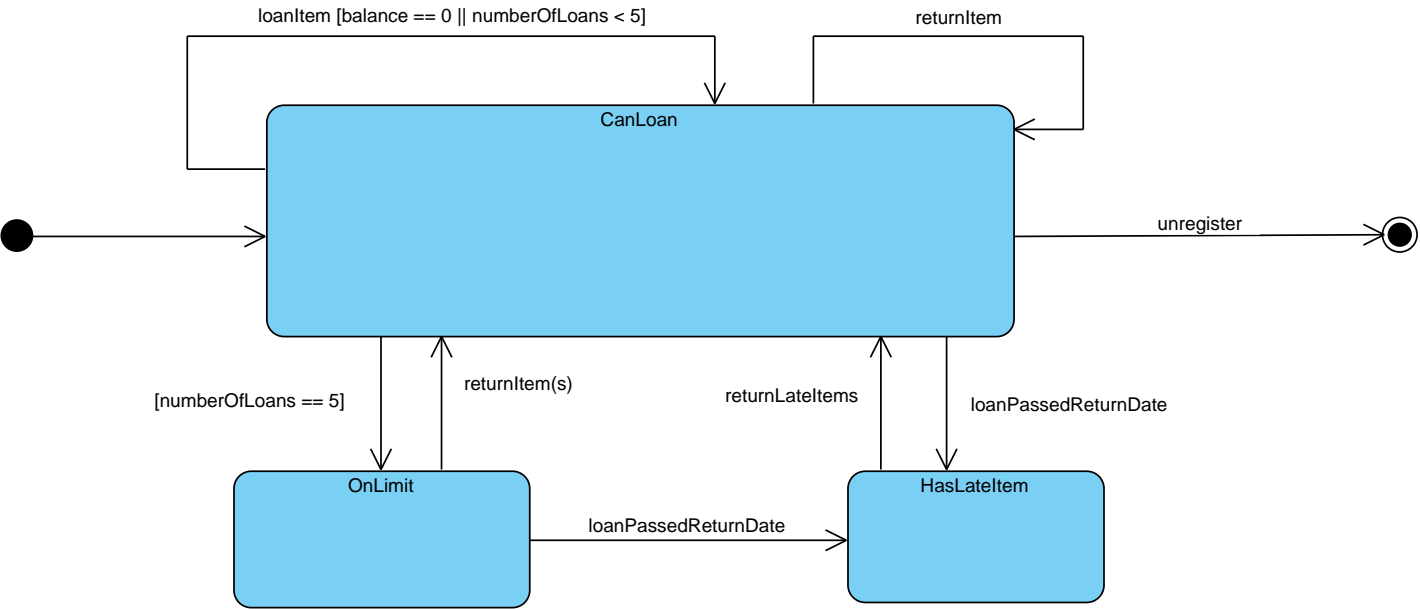 loanItem [balance == 0 || numberOfLoans < 5]
returnItem
CanLoan
unregister
[numberOfLoans == 5]
returnItem(s)
returnLateItems
loanPassedReturnDate
OnLimit
HasLateItem
loanPassedReturnDate